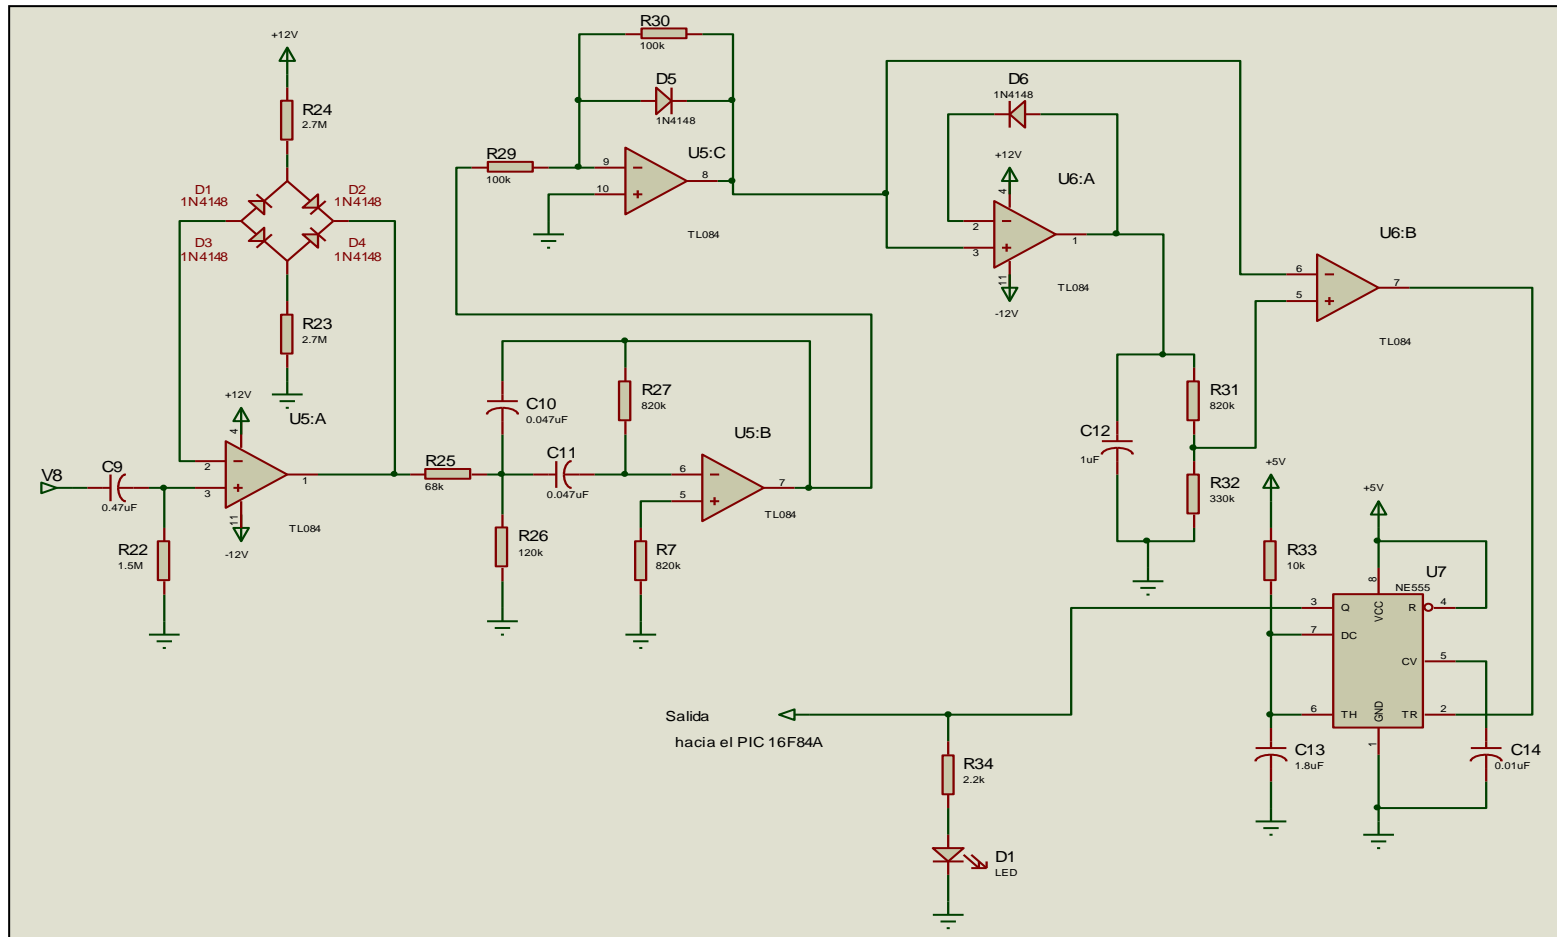 +12V
R24
2.7M
D1
1N4148
D2
1N4148
D3
1N4148
D4
1N4148
R23
2.7M
+12V
U5:A
4
2
3
1
11
TL084
-12V
V8
C9
0.47uF
R22
1.5M
R30
100k
D5
1N4148
R29
100k
U5:C
9
10
8
TL084
C10
0.047uF
R27
820k
C11
0.047uF
U5:B
6
5
7
TL084
R25
68k
R26
120k
R7
820k
D6
1N4148
+12V
U6:A
4
2
3
1
11
TL084
-12V
U6:B
6
5
7
TL084
C12
1uF
R31
820k
R32
330k
+5V
R33
10k
+5V
U7
NE555
8
VCC
3
Q
R
4
7
DC
CV
5
6
TH
GND
TR
2
1
C13
1.8uF
C14
0.01uF
Salida
hacia el PIC 16F84A
R34
2.2k
D1
LED